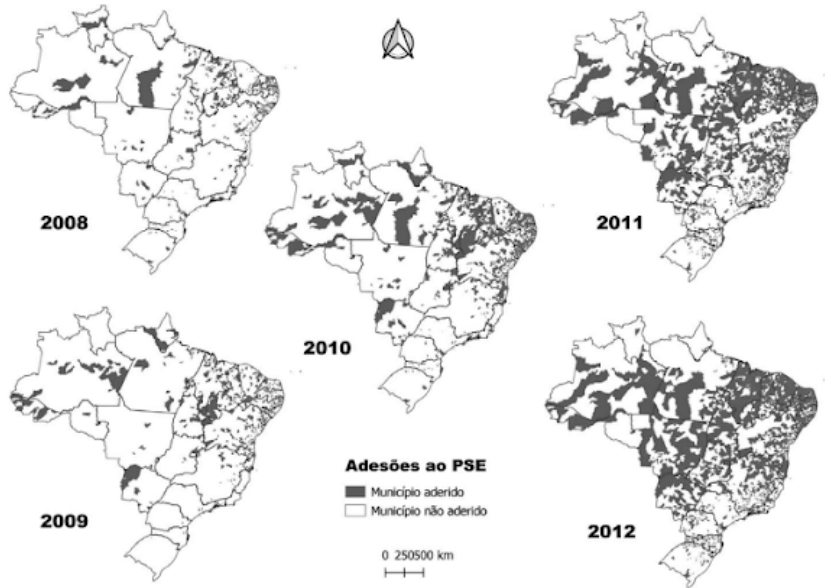 2008
2011
2010
2009
2012
Adesões ao PSE
Município aderido
Município não aderido
0 250500 km